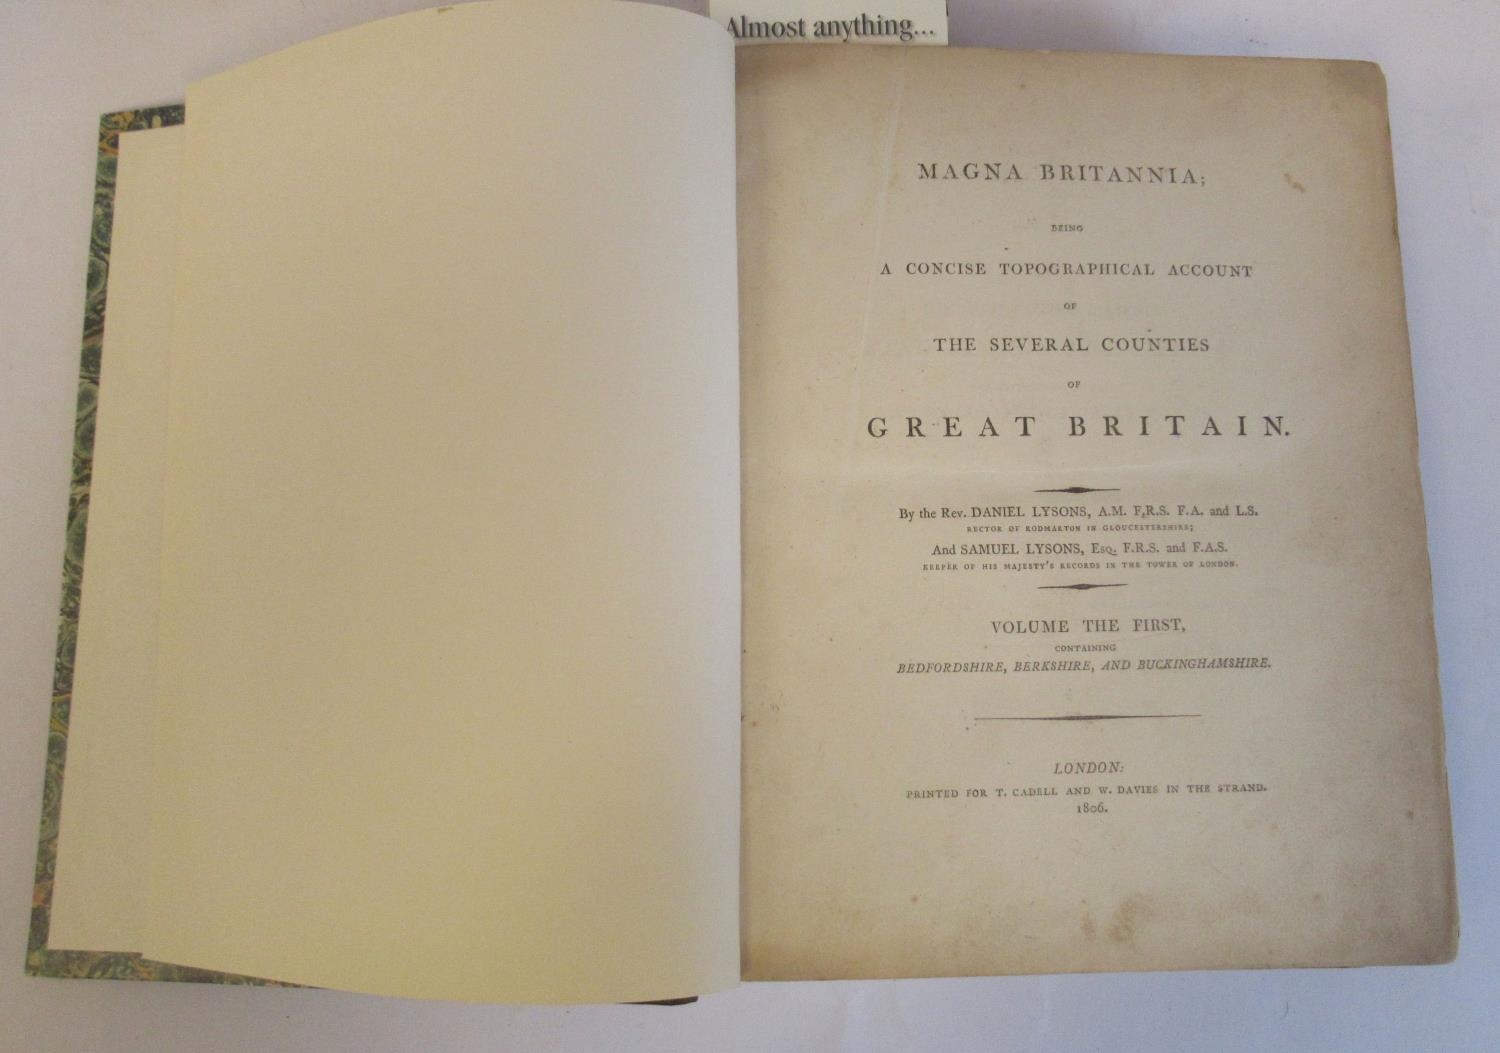 Almost anything...
MAGNA BRITANNIA;
BEING
A CONCISE TOPOGRAPHICAL ACCOUNT
OF
THE SEVERAL COUNTIES
OF
GREAT BRITAIN.
By the Rev. DANIEL LYSONS, A.M. F.R.S. F.A. and L.S.
RECTOR OF RODMARTON IN GLOUCESTERSHIRE;
And SAMUEL LYSONS, Esq. F.R.S. and F.A.S.
KEEPER OF HIS MAJESTY'S RECORDS IN THE TOWER OF LONDON.
VOLUME THE FIRST,
CONTAINING
BEDFORDSHIRE, BERKSHIRE, AND BUCKINGHAMSHIRE.
LONDON:
PRINTED FOR T. CADELL AND W. DAVIES IN THE STRAND.
1806.